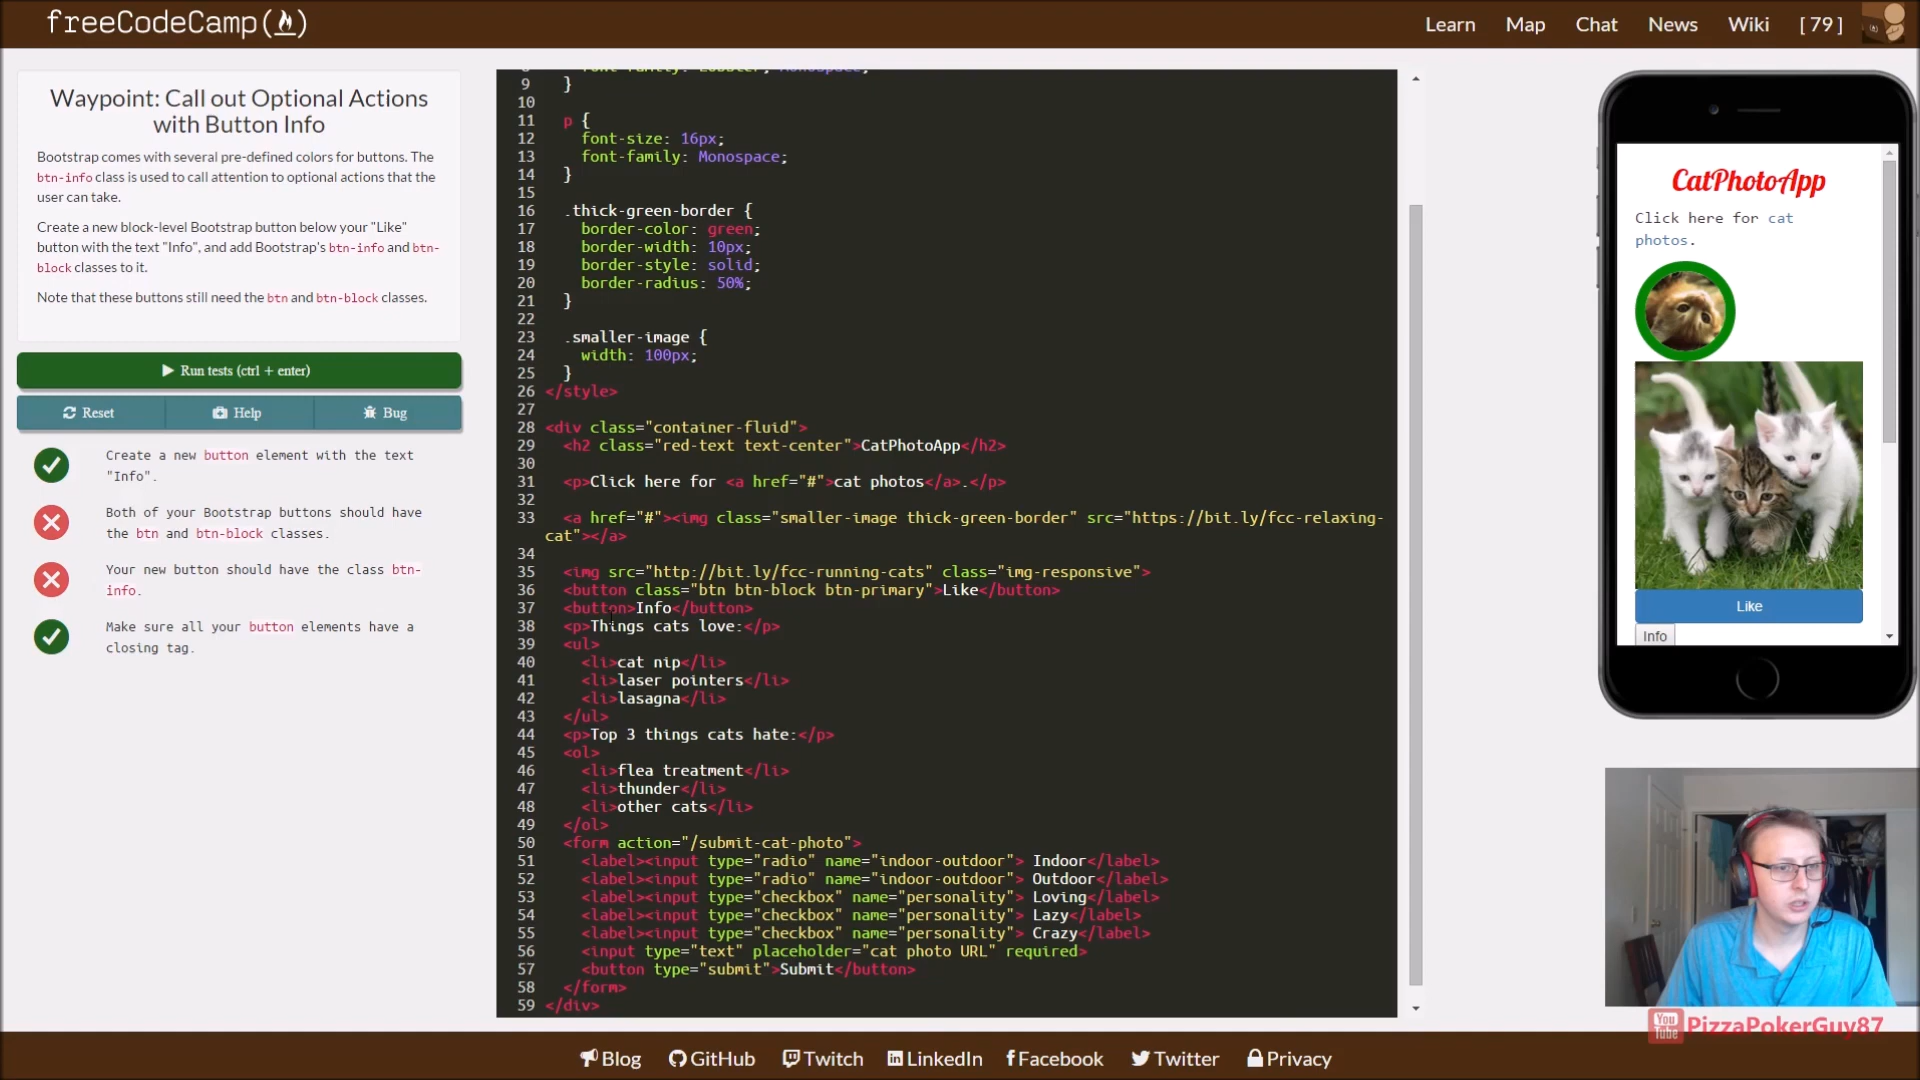 freeCodeCamp(🔥)
Learn Map Chat News Wiki [ 79 ]
Waypoint: Call out Optional Actions
with Button Info
Bootstrap comes with several pre-defined colors for buttons. The
btn-info class is used to call attention to optional actions that the
user can take.
Create a new block-level Bootstrap button below your "Like"
button with the text "Info", and add Bootstrap's btn-info and btn-
block classes to it.
Note that these buttons still need the btn and btn-block classes.
Run tests (ctrl + enter)
Reset Help Bug
Create a new button element with the text
"Info".
Both of your Bootstrap buttons should have
the btn and btn-block classes.
Your new button should have the class btn-
info.
Make sure all your button elements have a
closing tag.
8 font-family: Lobster, Monospace;
9 }
10
11 p {
12 font-size: 16px;
13 font-family: Monospace;
14 }
15
16 .thick-green-border {
17 border-color: green;
18 border-width: 10px;
19 border-style: solid;
20 border-radius: 50%;
21 }
22
23 .smaller-image {
24 width: 100px;
25 }
26 </style>
27
28 <div class="container-fluid">
29 <h2 class="red-text text-center">CatPhotoApp</h2>
30
31 <p>Click here for <a href="#">cat photos</a>.</p>
32
33 <a href="#"><img class="smaller-image thick-green-border" src="https://bit.ly/fcc-relaxing-
cat"></a>
34
35 <img src="http://bit.ly/fcc-running-cats" class="img-responsive">
36 <button class="btn btn-block btn-primary">Like</button>
37 <button>Info</button>
38 <p>Things cats love:</p>
39 <ul>
40 <li>cat nip</li>
41 <li>laser pointers</li>
42 <li>lasagna</li>
43 </ul>
44 <p>Top 3 things cats hate:</p>
45 <ol>
46 <li>flea treatment</li>
47 <li>thunder</li>
48 <li>other cats</li>
49 </ol>
50 <form action="/submit-cat-photo">
51 <label><input type="radio" name="indoor-outdoor"> Indoor</label>
52 <label><input type="radio" name="indoor-outdoor"> Outdoor</label>
53 <label><input type="checkbox" name="personality"> Loving</label>
54 <label><input type="checkbox" name="personality"> Lazy</label>
55 <label><input type="checkbox" name="personality"> Crazy</label>
56 <input type="text" placeholder="cat photo URL" required>
57 <button type="submit">Submit</button>
58 </form>
59 </div>
CatPhotoApp
Click here for cat
photos.
Like
Info
You Tube PizzaPokerGuy87
Blog GitHub Twitch LinkedIn Facebook Twitter Privacy